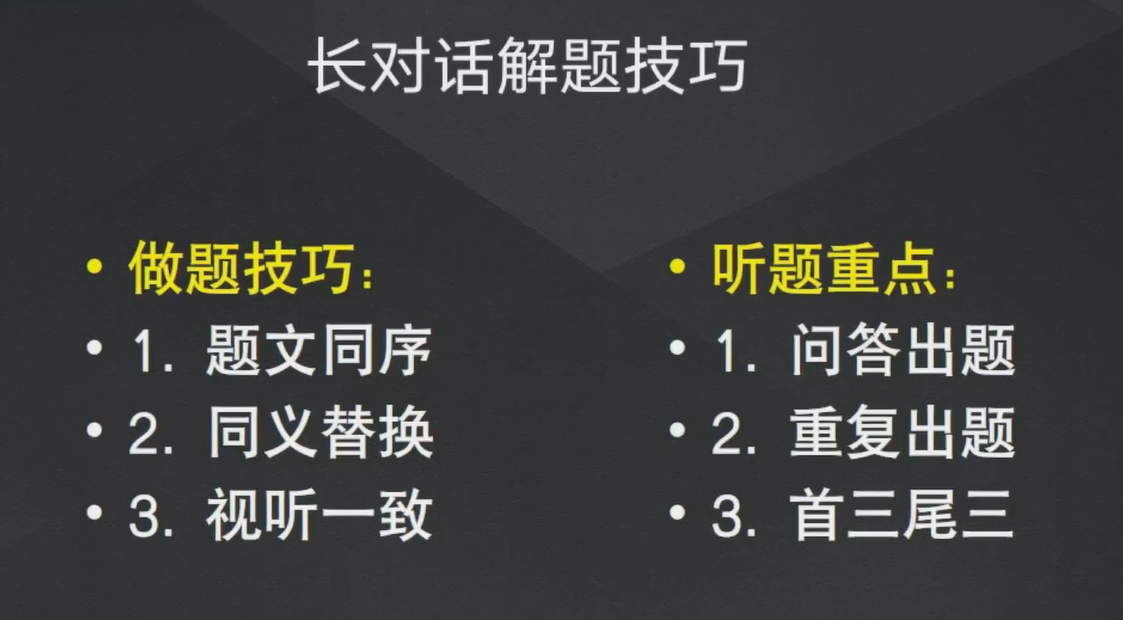 长对话解题技巧
• 做题技巧：
• 1. 题文同序
• 2. 同义替换
• 3. 视听一致
• 听题重点：
• 1. 问答出题
• 2. 重复出题
• 3. 首三尾三